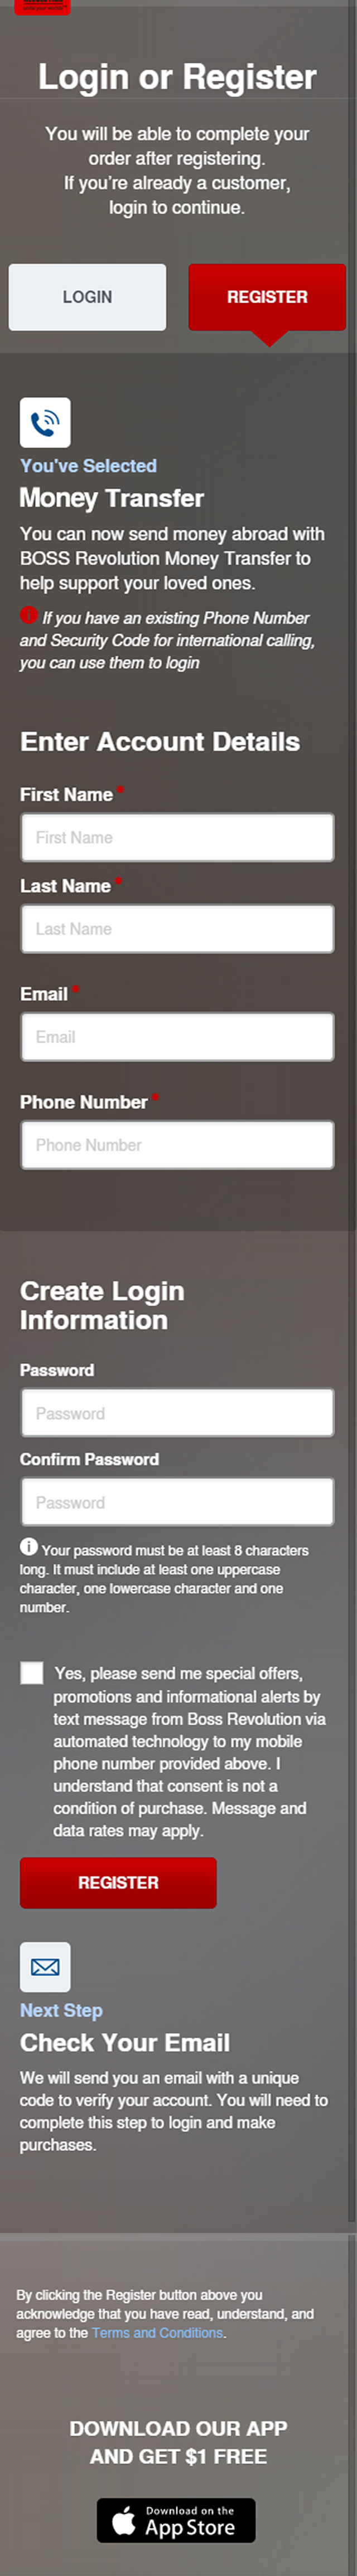 Login or Register
You will be able to complete your
order after registering.
If you're already a customer,
login to continue.
LOGIN
REGISTER
You've Selected
Money Transfer
You can now send money abroad with
BOSS Revolution Money Transfer to
help support your loved ones.
If you have an existing Phone Number
and Security Code for international calling,
you can use them to login
Enter Account Details
First Name *
First Name
Last Name *
Last Name
Email *
Email
Phone Number *
Phone Number
Create Login
Information
Password
Password
Confirm Password
Password
Your password must be at least 8 characters
long. It must include at least one uppercase
character, one lowercase character and one
number.
Yes, please send me special offers,
promotions and informational alerts by
text message from Boss Revolution via
automated technology to my mobile
phone number provided above. I
understand that consent is not a
condition of purchase. Message and
data rates may apply.
REGISTER
Next Step
Check Your Email
We will send you an email with a unique
code to verify your account. You will need to
complete this step to login and make
purchases.
By clicking the Register button above you
acknowledge that you have read, understand, and
agree to the Terms and Conditions.
DOWNLOAD OUR APP
AND GET $1 FREE
Download on the
App Store